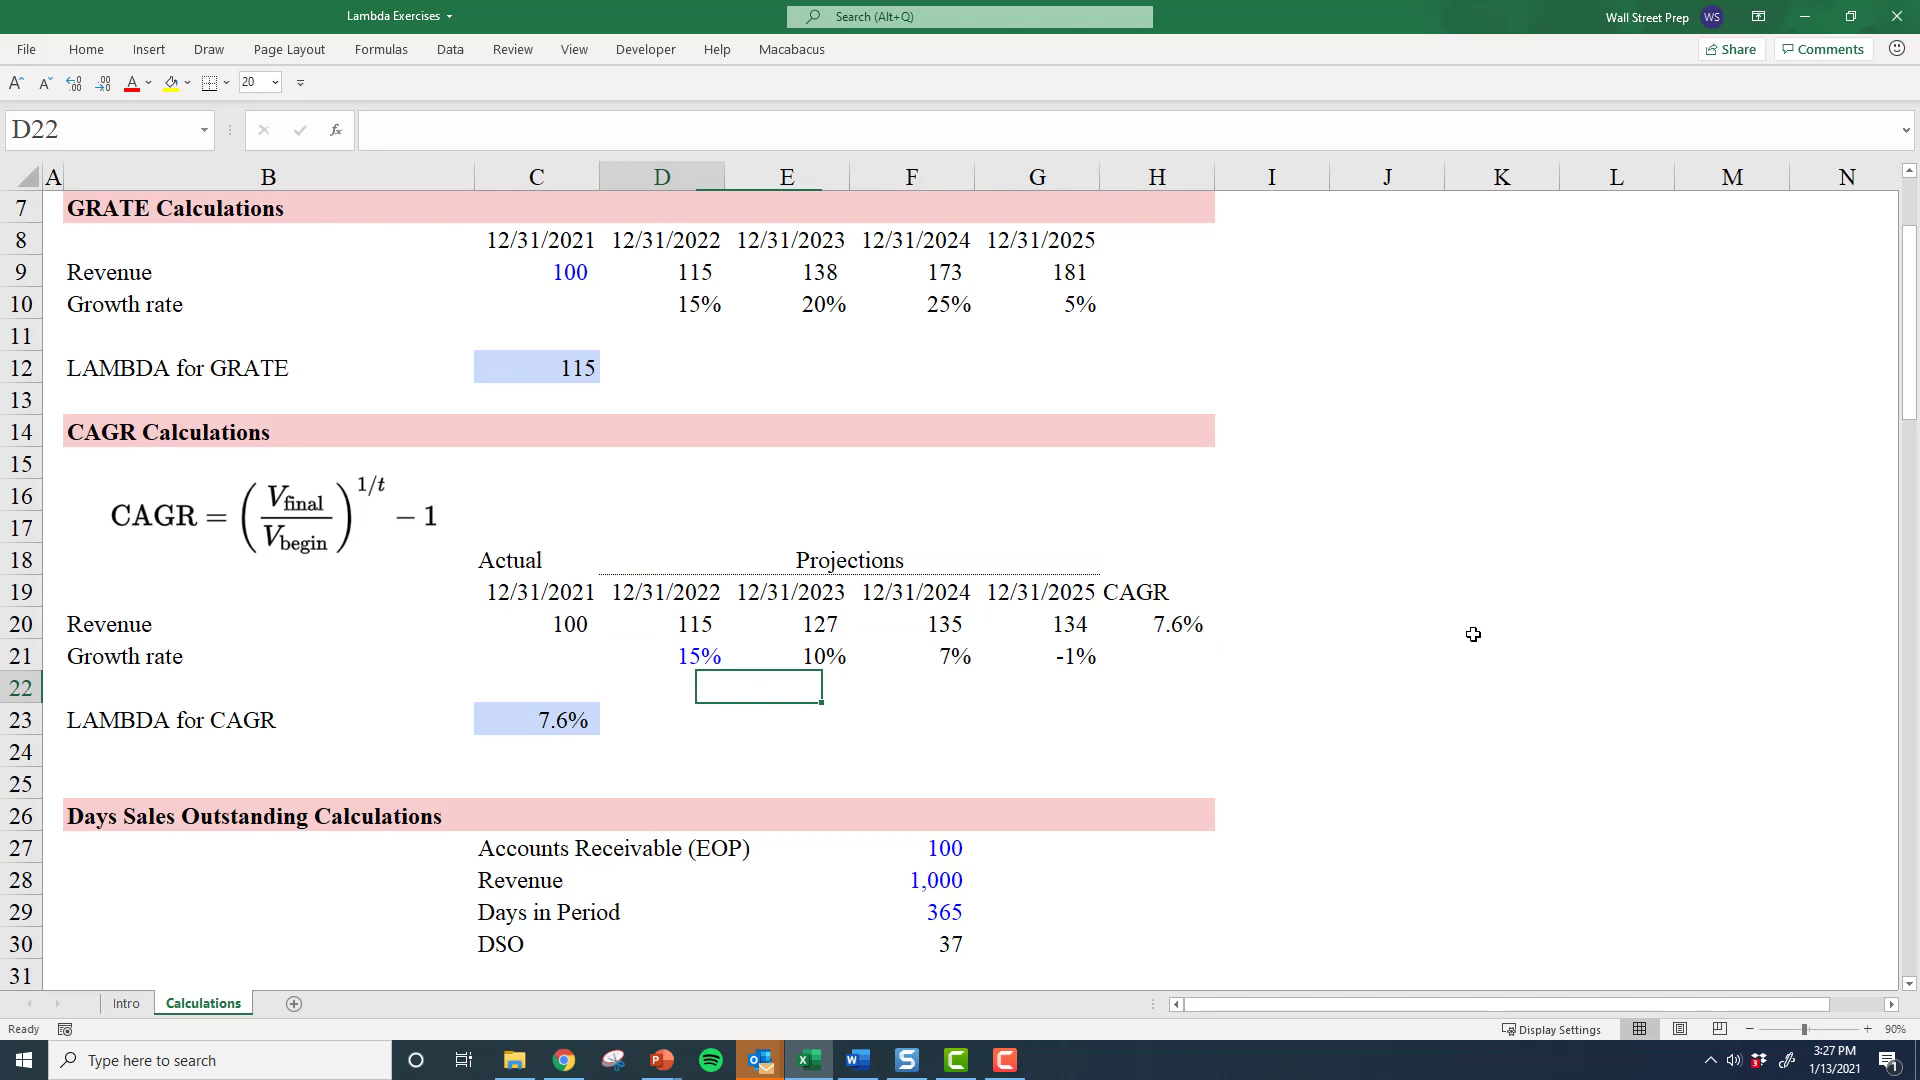 Lambda Exercises
Search (Alt+Q)
Wall Street Prep WS
File Home Insert Draw Page Layout Formulas Data Review View Developer Help Macabacus
Share Comments
A A A 20
D22
fx
A B C D E F G H I J K L M N
7 GRATE Calculations
8 12/31/2021 12/31/2022 12/31/2023 12/31/2024 12/31/2025
9 Revenue 100 115 138 173 181
10 Growth rate 15% 20% 25% 5%
11
12 LAMBDA for GRATE 115
13
14 CAGR Calculations
15
16
17
CAGR = (Vfinal / Vbegin)^1/t − 1
18 Actual Projections
19 12/31/2021 12/31/2022 12/31/2023 12/31/2024 12/31/2025 CAGR
20 Revenue 100 115 127 135 134 7.6%
21 Growth rate 15% 10% 7% -1%
22
23 LAMBDA for CAGR 7.6%
24
25
26 Days Sales Outstanding Calculations
27 Accounts Receivable (EOP) 100
28 Revenue 1,000
29 Days in Period 365
30 DSO 37
31
Intro Calculations
Ready
Display Settings
90%
Type here to search
3:27 PM
1/13/2021